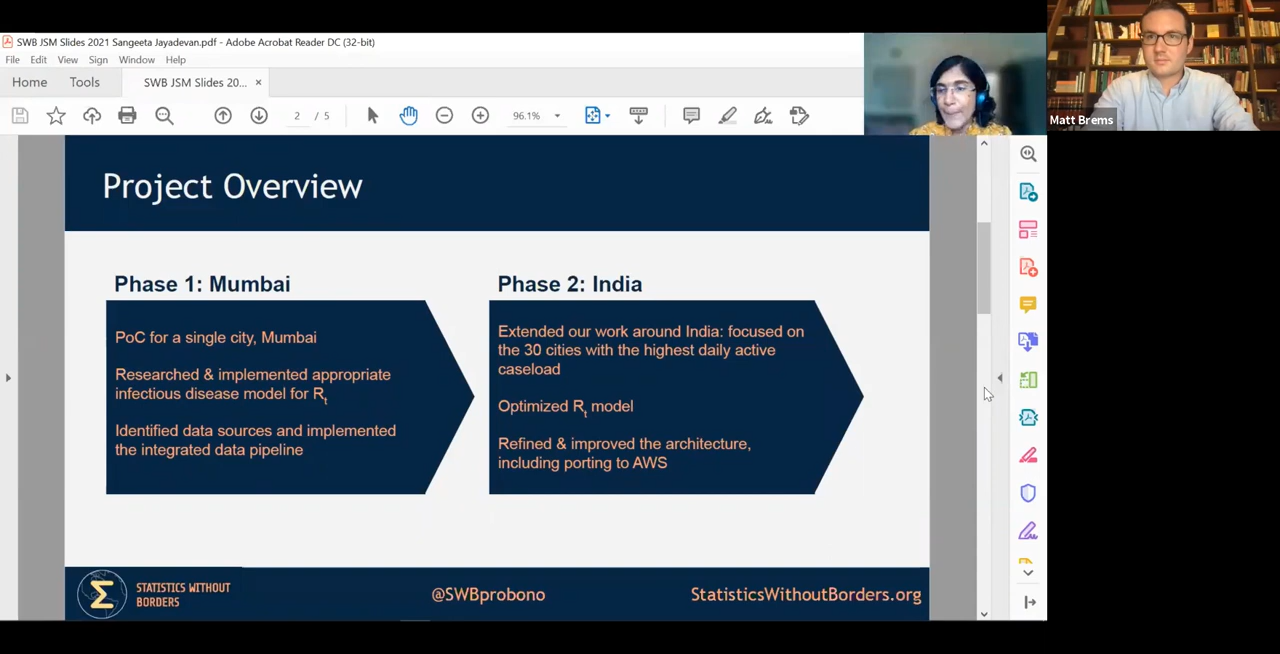 SWB JSM Slides 2021 Sangeeta Jayadevan.pdf - Adobe Acrobat Reader DC (32-bit)
File Edit View Sign Window Help
Home Tools SWB JSM Slides 20... ×
2 / 5 96.1%
Matt Brems
Project Overview
Phase 1: Mumbai
PoC for a single city, Mumbai
Researched & implemented appropriate
infectious disease model for Rt
Identified data sources and implemented
the integrated data pipeline
Phase 2: India
Extended our work around India: focused on
the 30 cities with the highest daily active
caseload
Optimized Rt model
Refined & improved the architecture,
including porting to AWS
STATISTICS WITHOUT
BORDERS
@SWBprobono
StatisticsWithoutBorders.org